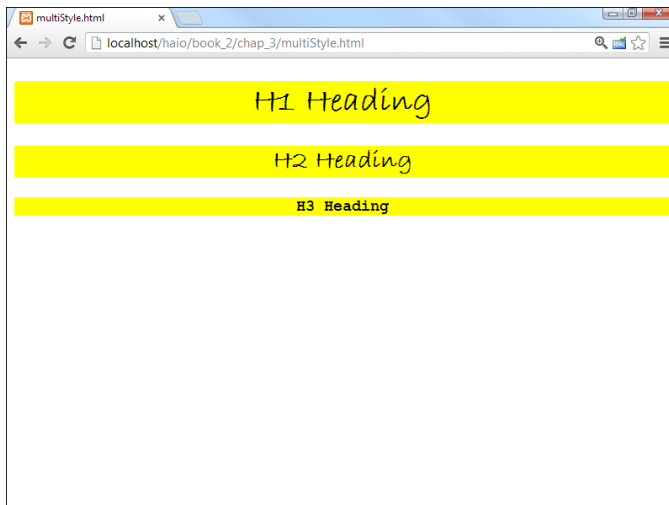 multiStyle.html
localhost/haio/book_2/chap_3/multiStyle.html
H1 Heading
H2 Heading
H3 Heading